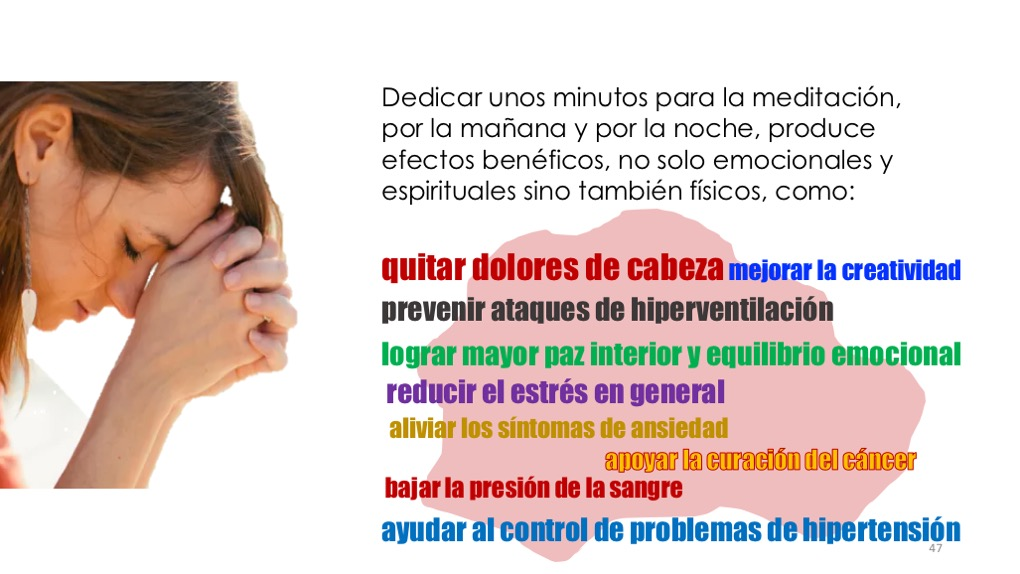 Dedicar unos minutos para la meditación,
por la mañana y por la noche, produce
efectos benéficos, no solo emocionales y
espirituales sino también físicos, como:
quitar dolores de cabeza mejorar la creatividad
prevenir ataques de hiperventilación
lograr mayor paz interior y equilibrio emocional
reducir el estrés en general
aliviar los síntomas de ansiedad
apoyar la curación del cáncer
bajar la presión de la sangre
ayudar al control de problemas de hipertensión
47